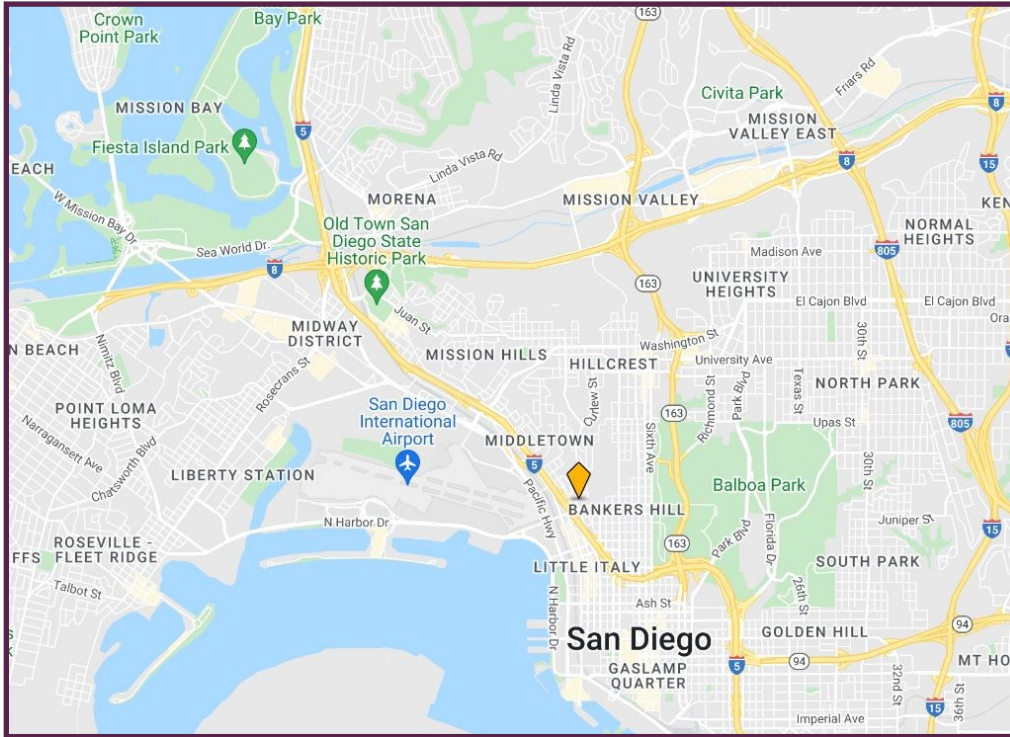 Crown
Point Park
Bay Park
163
Linda Vista Rd
Civita Park
Friars Rd
MISSION BAY
MISSION
VALLEY EAST
8
5
Fiesta Island Park
8
15
EACH
Linda Vista Rd
W Mission Bay Dr
MORENA
MISSION VALLEY
KEN
Old Town San
Diego State
Historic Park
NORMAL
HEIGHTS
Sea World Dr.
Madison Ave
805
8
163
UNIVERSITY
HEIGHTS
El Cajon Blvd
El Cajon Blvd
Juan St
30th St
Ora
MIDWAY
DISTRICT
Washington St
N BEACH
MISSION HILLS
HILLCREST
University Ave
Nimitz Blvd
Rosecrans St
NORTH PARK
Curlew St
Richmond St
Park Blvd
Texas St
POINT LOMA
HEIGHTS
San Diego
International
Airport
163
Sixth Ave
Upas St
805
Narragansett Ave
Chatsworth Blvd
MIDDLETOWN
5
30th St
LIBERTY STATION
Pacific Hwy
Balboa Park
BANKERS HILL
N Harbor Dr
Juniper St
15
ROSEVILLE -
FLEET RIDGE
163
Park Blvd
Florida Dr
FFS
LITTLE ITALY
SOUTH PARK
Talbot St
26th St
N Harbor Dr
Ash St
San Diego
GOLDEN HILL
94
GASLAMP
QUARTER
5
94
MT HO
32nd St
36th St
15
Imperial Ave